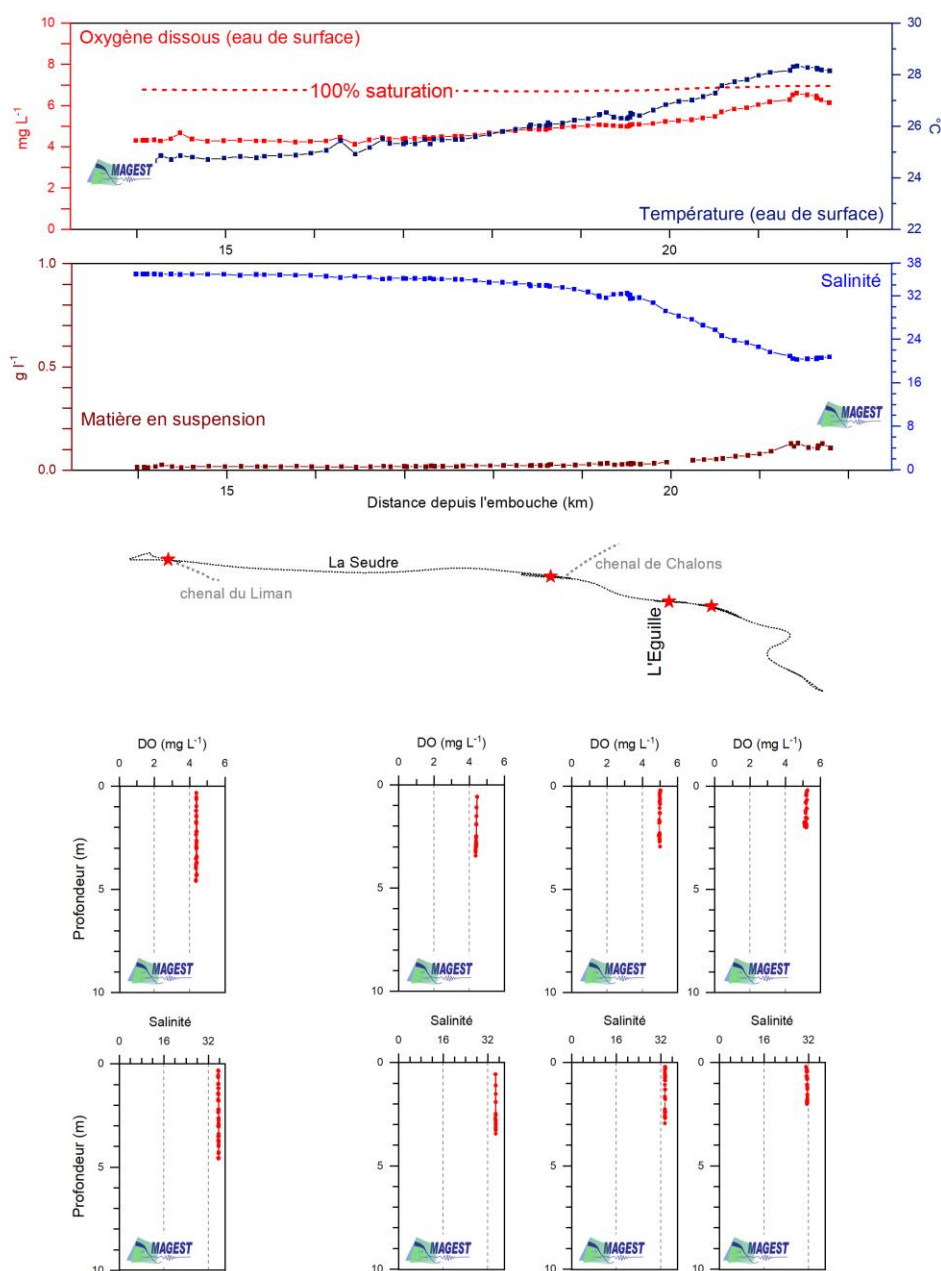 Oxygène dissous (eau de surface)
100% saturation
Température (eau de surface)
mg L-1
°C
10
8
6
4
2
0
30
28
26
24
22
15
20
MAGEST
Salinité
Matière en suspension
g l-1
1.0
0.5
0.0
38
32
24
16
8
0
15
20
MAGEST
Distance depuis l'embouche (km)
La Seudre
chenal du Liman
chenal de Chalons
L'Eguille
DO (mg L-1)
DO (mg L-1)
DO (mg L-1)
DO (mg L-1)
0 2 4 6
0 2 4 6
0 2 4 6
0 2 4 6
Profondeur (m)
0
5
10
0
5
10
0
5
10
0
5
10
MAGEST
MAGEST
MAGEST
MAGEST
Salinité
Salinité
Salinité
Salinité
0 16 32
0 16 32
0 16 32
0 16 32
Profondeur (m)
0
5
10
0
5
10
0
5
10
0
5
10
MAGEST
MAGEST
MAGEST
MAGEST